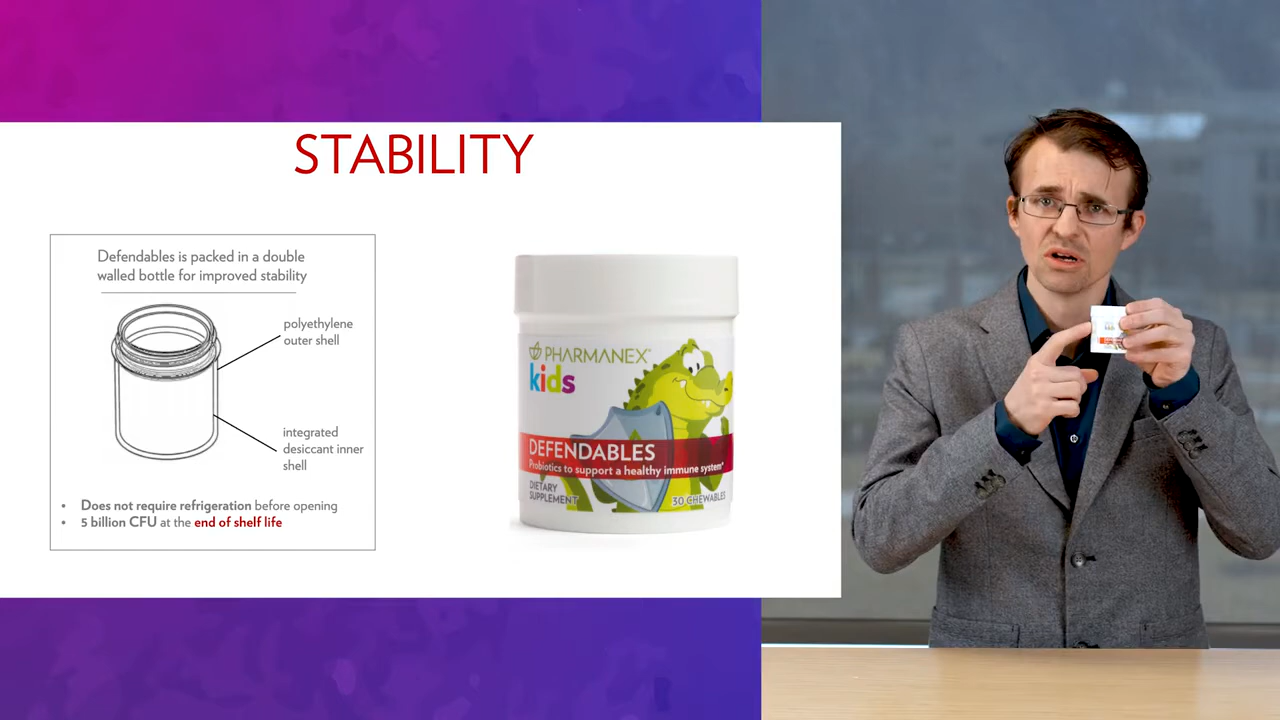 STABILITY
Defendables is packed in a double
walled bottle for improved stability
polyethylene
outer shell
integrated
desiccant inner
shell
• Does not require refrigeration before opening
• 5 billion CFU at the end of shelf life
PHARMANEX™
kids
DEFENDABLES
Probiotics to support a healthy immune system*
DIETARY
SUPPLEMENT
30 CHEWABLES
kids